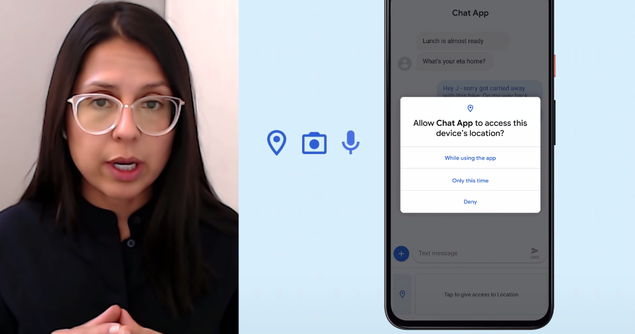 Chat App
Lunch is almost ready
What's your eta home?
Hey J - sorry got carried away
Allow Chat App to access this
device's location?
While using the app
Only this time
Deny
Text message
Tap to give access to Location